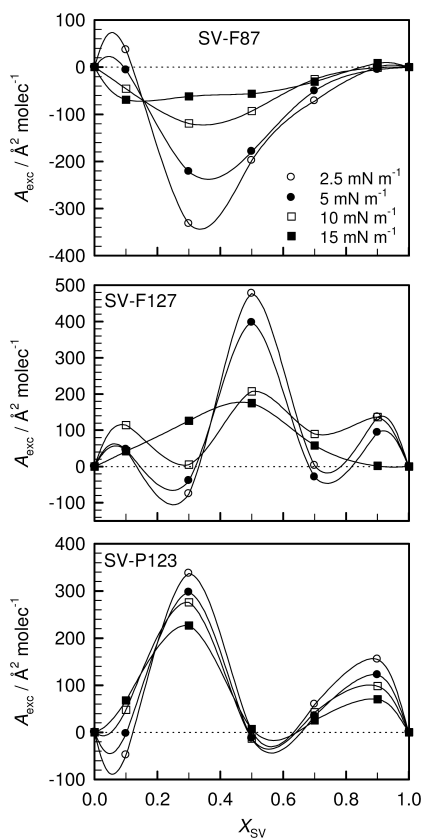 100
0
-100
-200
-300
-400
A_exc / Å² molec⁻¹
SV-F87
2.5 mN m⁻¹
5 mN m⁻¹
10 mN m⁻¹
15 mN m⁻¹
500
400
300
200
100
0
-100
A_exc / Å² molec⁻¹
SV-F127
400
300
200
100
0
-100
A_exc / Å² molec⁻¹
SV-P123
0.0 0.2 0.4 0.6 0.8 1.0
X_SV